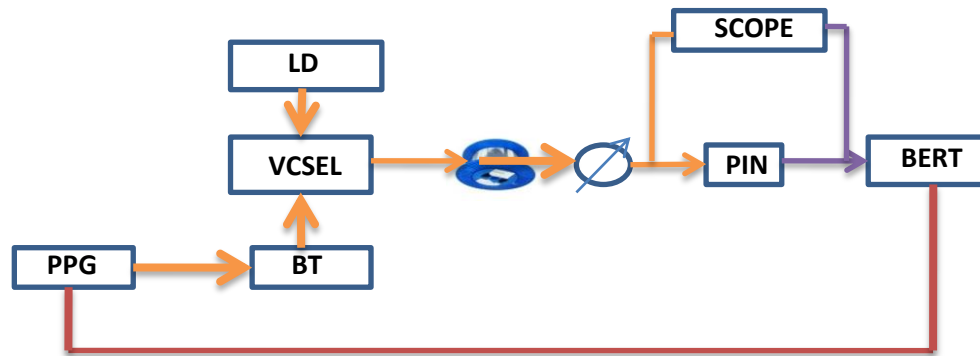 SCOPE
LD
VCSEL
PIN
BERT
PPG
BT